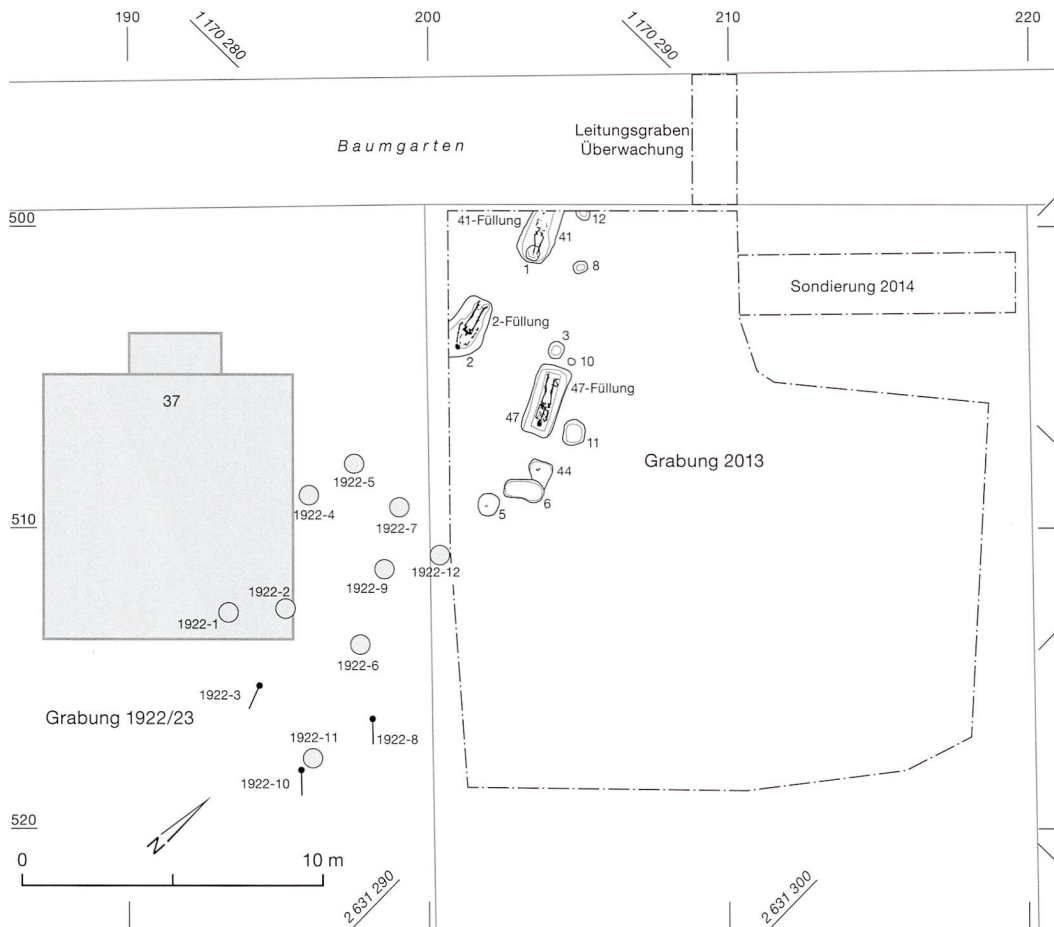 190
200
210
220
1 170 280
1 170 290
Baumgarten
Leitungsgraben
Überwachung
500
41-Füllung
41
12
1
8
Sondierung 2014
2-Füllung
2
3
10
37
47-Füllung
47
11
Grabung 2013
44
6
5
1922-5
1922-4
1922-7
510
1922-12
1922-9
1922-2
1922-1
1922-6
1922-3
Grabung 1922/23
1922-8
1922-11
1922-10
520
N
0
10 m
2 631 290
2 631 300